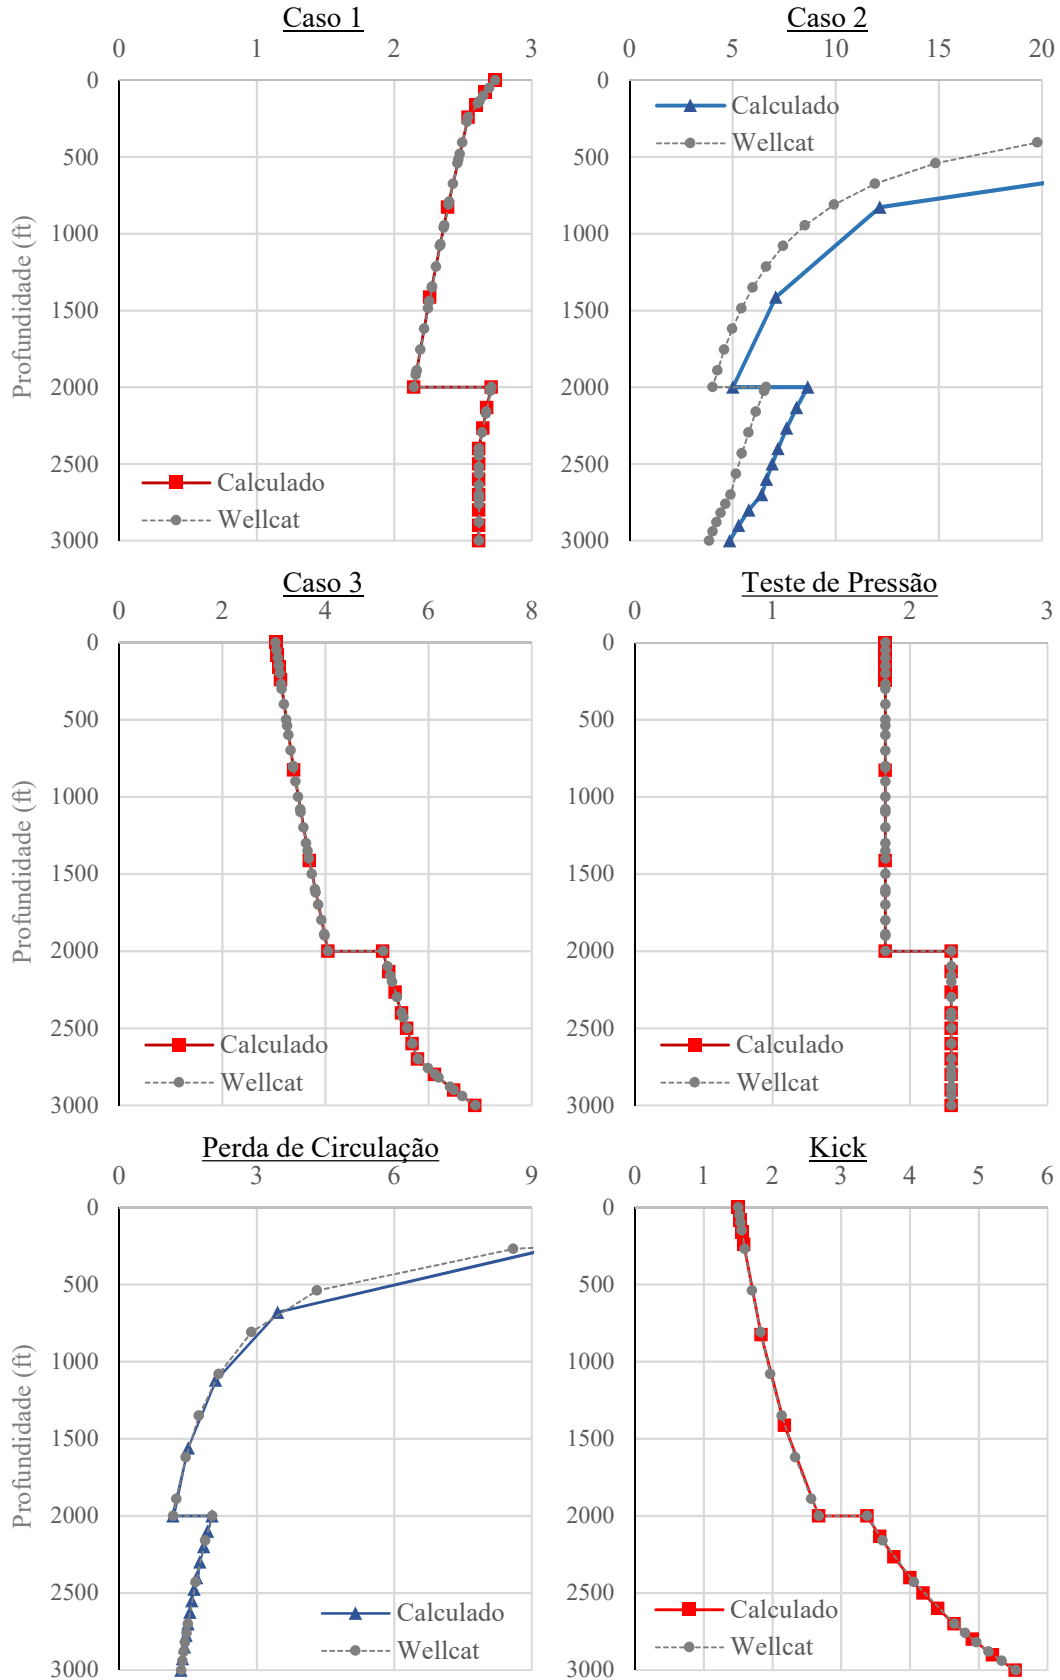 Caso 1
0 1 2 3
Caso 2
0 5 10 15 20
Profundidade (ft)
0
500
1000
1500
2000
2500
3000
Calculado
Wellcat
0
500
1000
1500
2000
2500
3000
Calculado
Wellcat
Caso 3
0 2 4 6 8
Teste de Pressão
0 1 2 3
Profundidade (ft)
0
500
1000
1500
2000
2500
3000
Calculado
Wellcat
0
500
1000
1500
2000
2500
3000
Calculado
Wellcat
Perda de Circulação
0 3 6 9
Kick
0 1 2 3 4 5 6
Profundidade (ft)
0
500
1000
1500
2000
2500
3000
Calculado
Wellcat
0
500
1000
1500
2000
2500
3000
Calculado
Wellcat